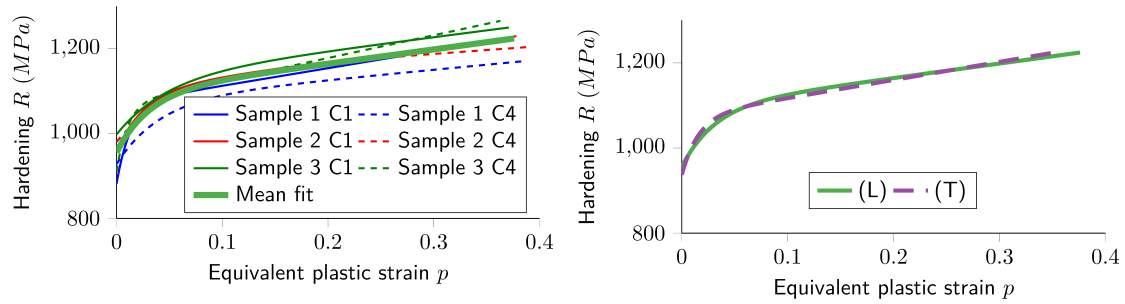 Hardening R (MPa)
1,200
1,000
800
0
0.1
0.2
0.3
0.4
Equivalent plastic strain p
Sample 1 C1
Sample 1 C4
Sample 2 C1
Sample 2 C4
Sample 3 C1
Sample 3 C4
Mean fit
Hardening R (MPa)
1,200
1,000
800
0
0.1
0.2
0.3
0.4
Equivalent plastic strain p
(L)
(T)